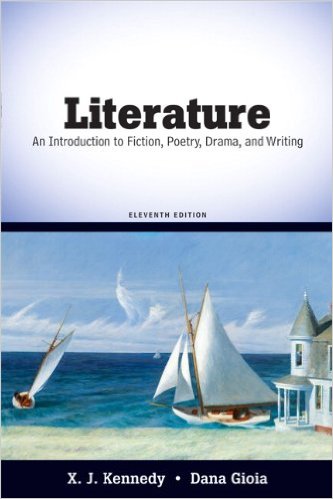 Literature
An Introduction to Fiction, Poetry, Drama, and Writing
ELEVENTH EDITION
X. J. Kennedy • Dana Gioia